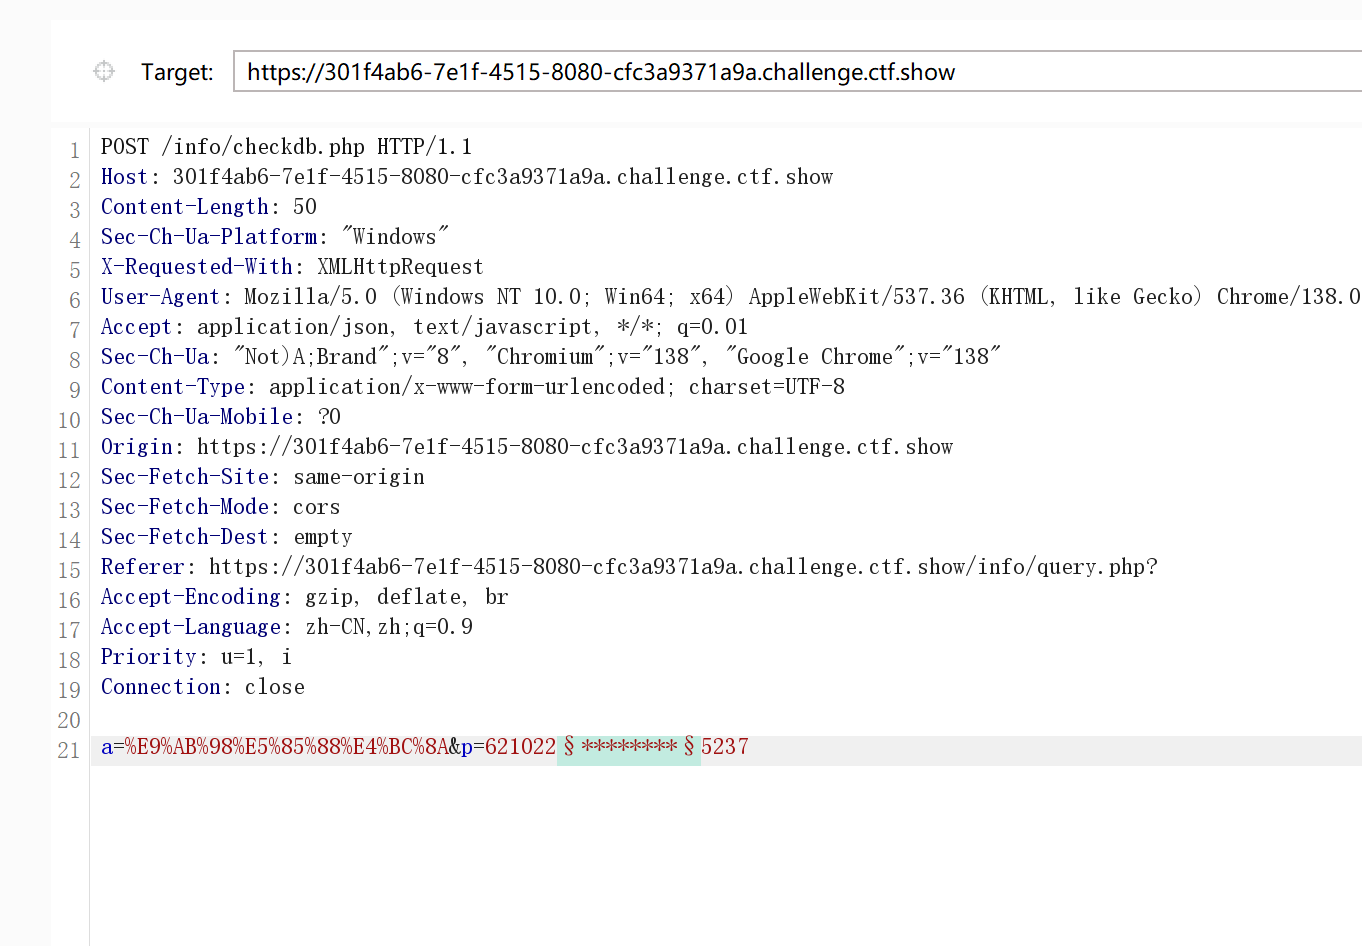 Target: https://301f4ab6-7e1f-4515-8080-cfc3a9371a9a.challenge.ctf.show
1 POST /info/checkdb.php HTTP/1.1
2 Host: 301f4ab6-7e1f-4515-8080-cfc3a9371a9a.challenge.ctf.show
3 Content-Length: 50
4 Sec-Ch-Ua-Platform: "Windows"
5 X-Requested-With: XMLHttpRequest
6 User-Agent: Mozilla/5.0 (Windows NT 10.0; Win64; x64) AppleWebKit/537.36 (KHTML, like Gecko) Chrome/138.0
7 Accept: application/json, text/javascript, */*; q=0.01
8 Sec-Ch-Ua: "Not)A;Brand";v="8", "Chromium";v="138", "Google Chrome";v="138"
9 Content-Type: application/x-www-form-urlencoded; charset=UTF-8
10 Sec-Ch-Ua-Mobile: ?0
11 Origin: https://301f4ab6-7e1f-4515-8080-cfc3a9371a9a.challenge.ctf.show
12 Sec-Fetch-Site: same-origin
13 Sec-Fetch-Mode: cors
14 Sec-Fetch-Dest: empty
15 Referer: https://301f4ab6-7e1f-4515-8080-cfc3a9371a9a.challenge.ctf.show/info/query.php?
16 Accept-Encoding: gzip, deflate, br
17 Accept-Language: zh-CN,zh;q=0.9
18 Priority: u=1, i
19 Connection: close
20
21 a=%E9%AB%98%E5%85%88%E4%BC%8A&p=621022§********§5237